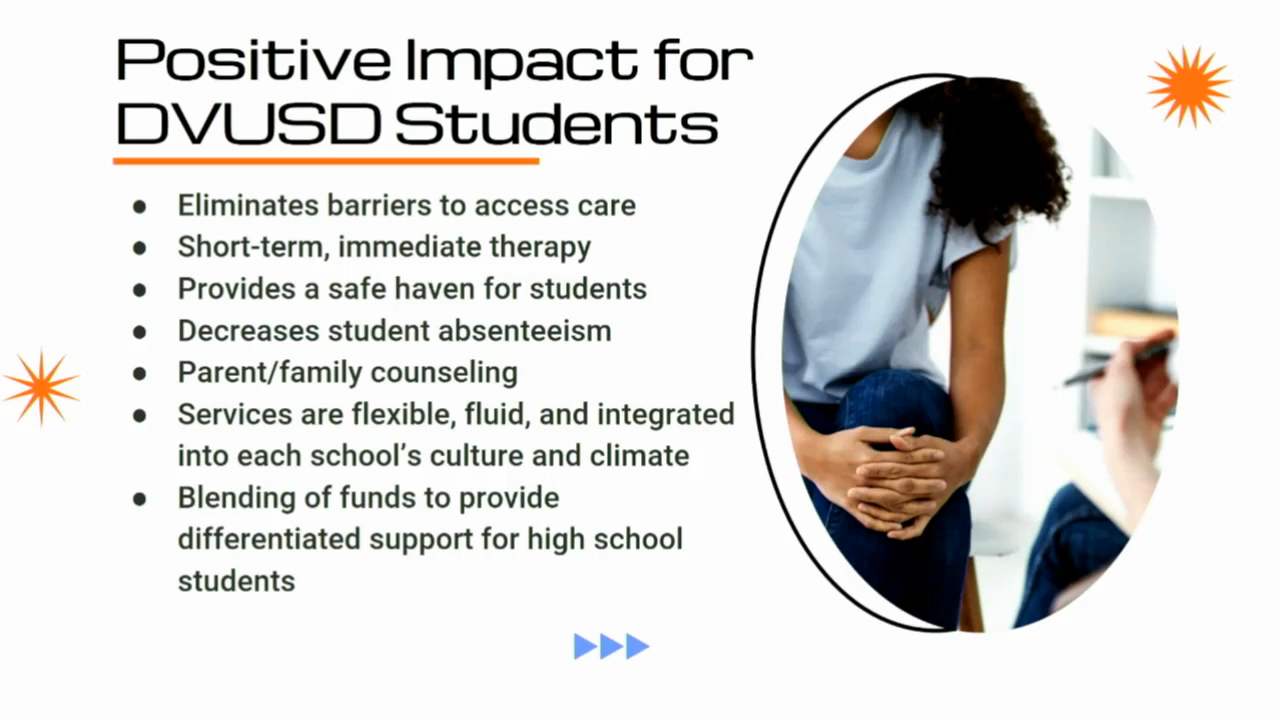 Positive Impact for
DVUSD Students
● Eliminates barriers to access care
● Short-term, immediate therapy
● Provides a safe haven for students
● Decreases student absenteeism
● Parent/family counseling
● Services are flexible, fluid, and integrated
into each school’s culture and climate
● Blending of funds to provide
differentiated support for high school
students